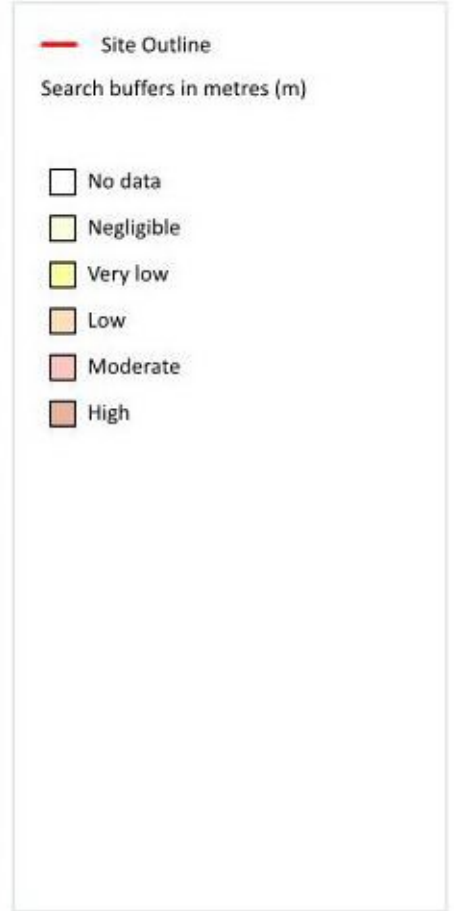 Site Outline
Search buffers in metres (m)
No data
Negligible
Very low
Low
Moderate
High